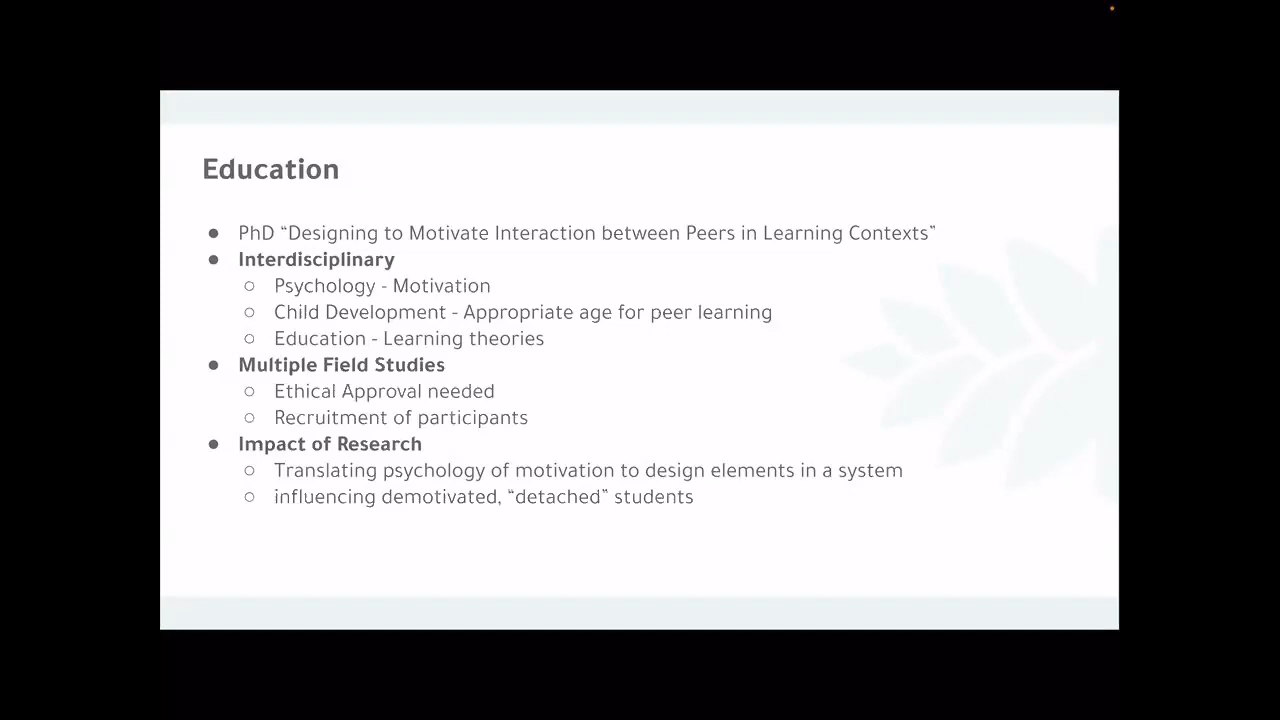 Education
● PhD “Designing to Motivate Interaction between Peers in Learning Contexts”
● Interdisciplinary
○ Psychology - Motivation
○ Child Development - Appropriate age for peer learning
○ Education - Learning theories
● Multiple Field Studies
○ Ethical Approval needed
○ Recruitment of participants
● Impact of Research
○ Translating psychology of motivation to design elements in a system
○ influencing demotivated, “detached” students